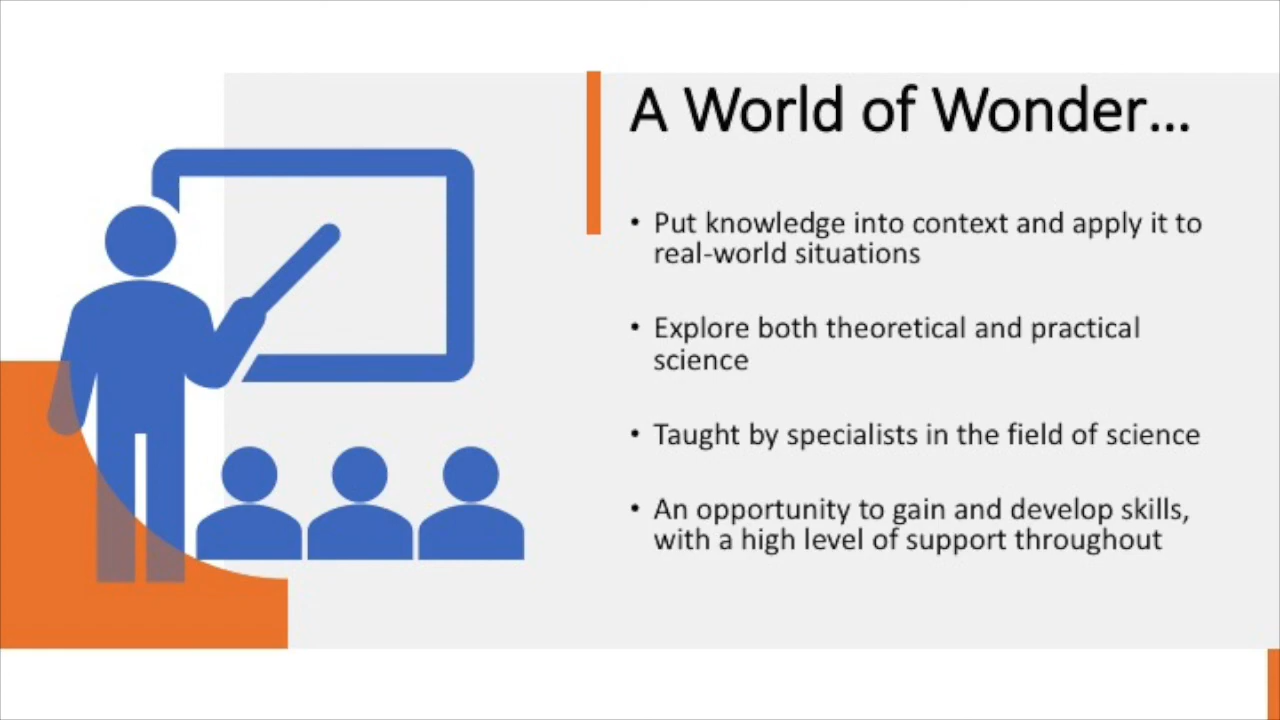 A World of Wonder...
• Put knowledge into context and apply it to
real-world situations
• Explore both theoretical and practical
science
• Taught by specialists in the field of science
• An opportunity to gain and develop skills,
with a high level of support throughout